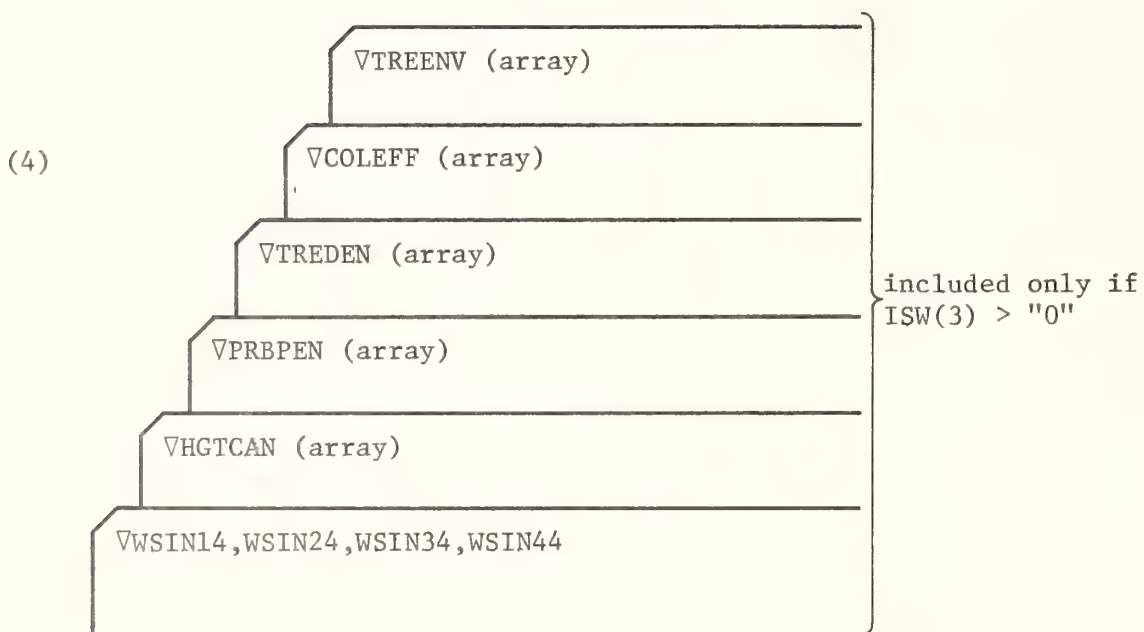 ∇TREENV (array)
(4)
∇COLEFF (array)
∇TREDEN (array)
included only if
ISW(3) > "0"
∇PRBPEN (array)
∇HGTCAN (array)
∇WSIN14,WSIN24,WSIN34,WSIN44